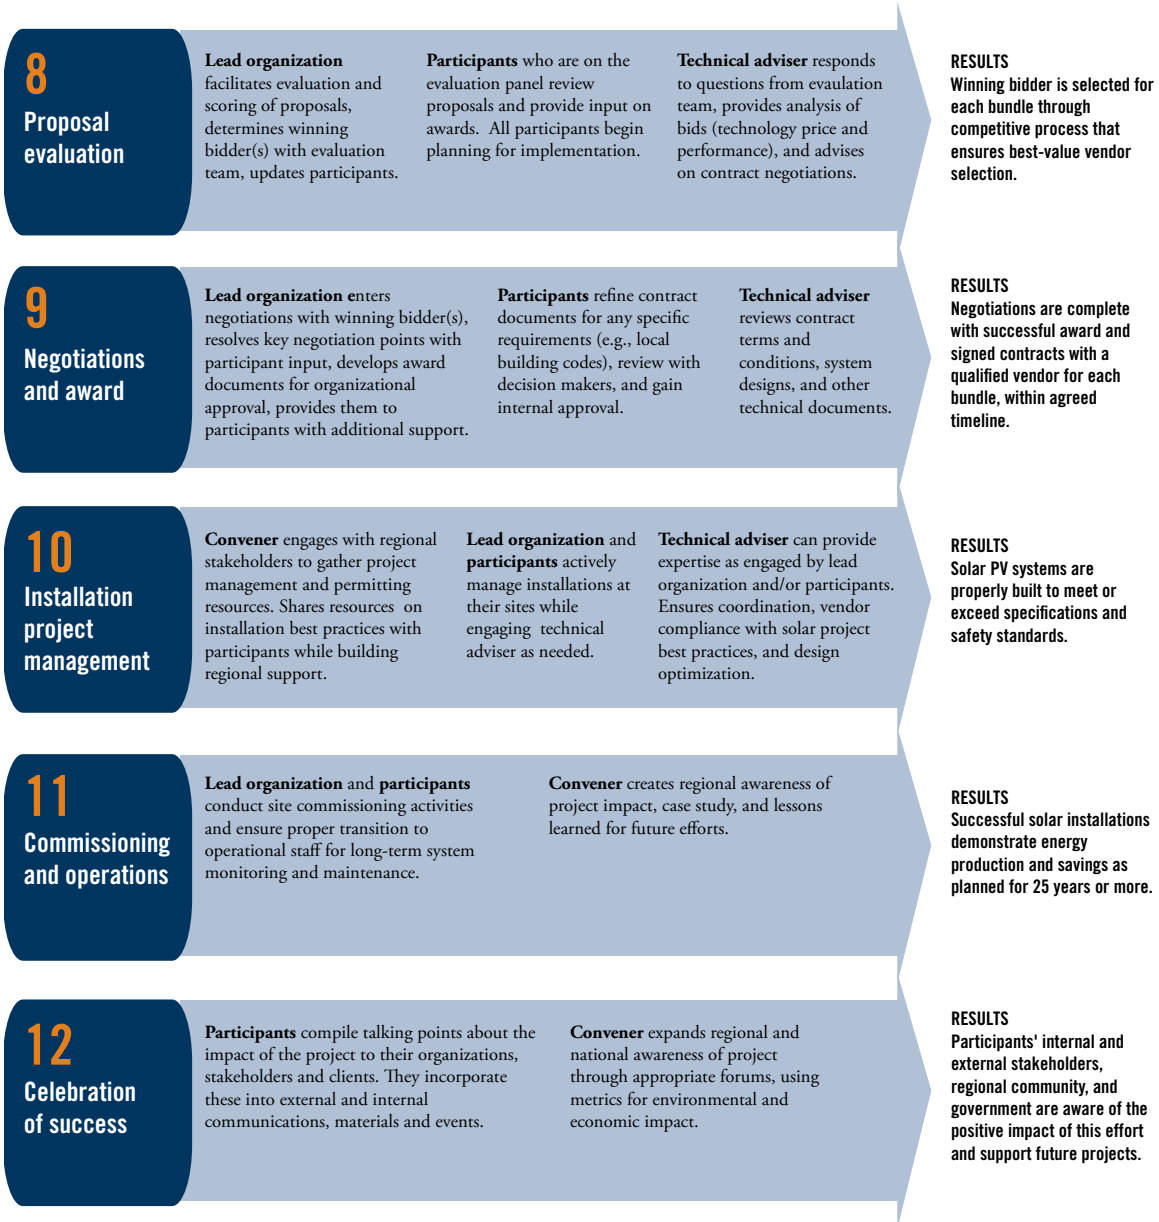 8
Proposal
evaluation
Lead organization
facilitates evaluation and
scoring of proposals,
determines winning
bidder(s) with evaluation
team, updates participants.
Participants who are on the
evaluation panel review
proposals and provide input on
awards. All participants begin
planning for implementation.
Technical adviser responds
to questions from evaulation
team, provides analysis of
bids (technology price and
performance), and advises
on contract negotiations.
RESULTS
Winning bidder is selected for
each bundle through
competitive process that
ensures best-value vendor
selection.
9
Negotiations
and award
Lead organization enters
negotiations with winning bidder(s),
resolves key negotiation points with
participant input, develops award
documents for organizational
approval, provides them to
participants with additional support.
Participants refine contract
documents for any specific
requirements (e.g., local
building codes), review with
decision makers, and gain
internal approval.
Technical adviser
reviews contract
terms and
conditions, system
designs, and other
technical documents.
RESULTS
Negotiations are complete
with successful award and
signed contracts with a
qualified vendor for each
bundle, within agreed
timeline.
10
Installation
project
management
Convener engages with regional
stakeholders to gather project
management and permitting
resources. Shares resources on
installation best practices with
participants while building
regional support.
Lead organization and
participants actively
manage installations at
their sites while
engaging technical
adviser as needed.
Technical adviser can provide
expertise as engaged by lead
organization and/or participants.
Ensures coordination, vendor
compliance with solar project
best practices, and design
optimization.
RESULTS
Solar PV systems are
properly built to meet or
exceed specifications and
safety standards.
11
Commissioning
and operations
Lead organization and participants
conduct site commissioning activities
and ensure proper transition to
operational staff for long-term system
monitoring and maintenance.
Convener creates regional awareness of
project impact, case study, and lessons
learned for future efforts.
RESULTS
Successful solar installations
demonstrate energy
production and savings as
planned for 25 years or more.
12
Celebration
of success
Participants compile talking points about the
impact of the project to their organizations,
stakeholders and clients. They incorporate
these into external and internal
communications, materials and events.
Convener expands regional and
national awareness of project
through appropriate forums, using
metrics for environmental and
economic impact.
RESULTS
Participants' internal and
external stakeholders,
regional community, and
government are aware of the
positive impact of this effort
and support future projects.